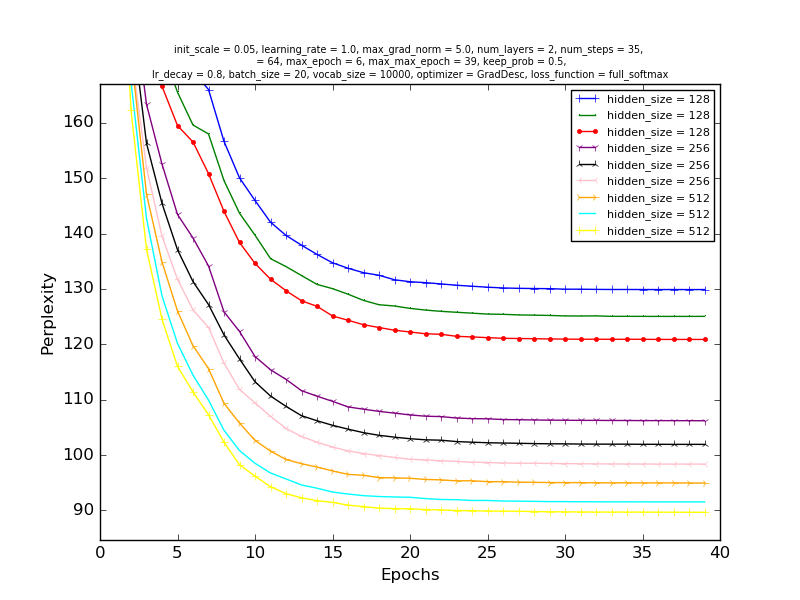 init_scale = 0.05, learning_rate = 1.0, max_grad_norm = 5.0, num_layers = 2, num_steps = 35,
= 64, max_epoch = 6, max_max_epoch = 39, keep_prob = 0.5,
lr_decay = 0.8, batch_size = 20, vocab_size = 10000, optimizer = GradDesc, loss_function = full_softmax
hidden_size = 128
hidden_size = 128
hidden_size = 128
hidden_size = 256
hidden_size = 256
hidden_size = 256
hidden_size = 512
hidden_size = 512
hidden_size = 512
160
150
140
130
120
110
100
90
Perplexity
0 5 10 15 20 25 30 35 40
Epochs